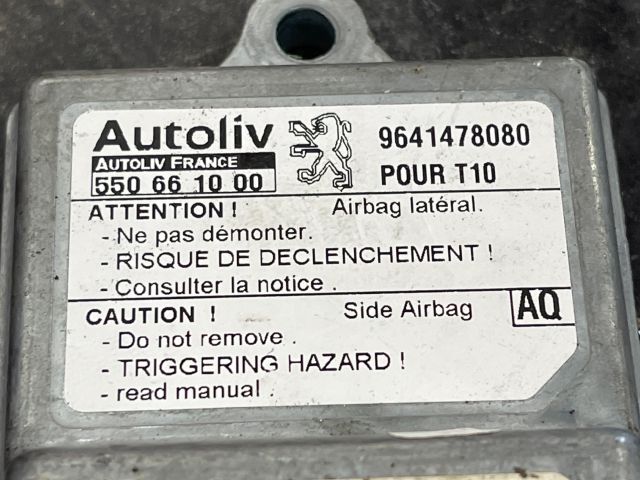 Autoliv 9641478080
AUTOLIV FRANCE
550 66 10 00 POUR T10
ATTENTION ! Airbag latéral.
- Ne pas démonter.
- RISQUE DE DECLENCHEMENT !
- Consulter la notice .
CAUTION ! Side Airbag AQ
- Do not remove .
- TRIGGERING HAZARD !
- read manual .